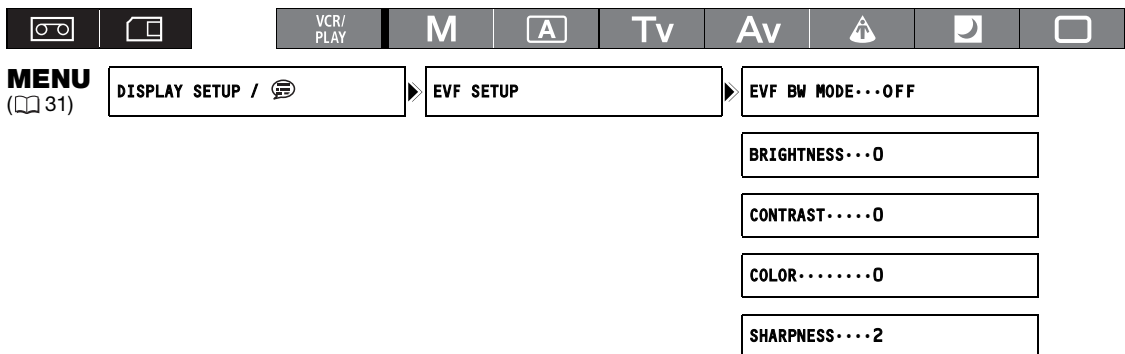 VCR/
PLAY
M
A
Tv
Av
MENU
(31)
DISPLAY SETUP /
EVF SETUP
EVF BW MODE···OFF
BRIGHTNESS···0
CONTRAST·····0
COLOR········0
SHARPNESS····2